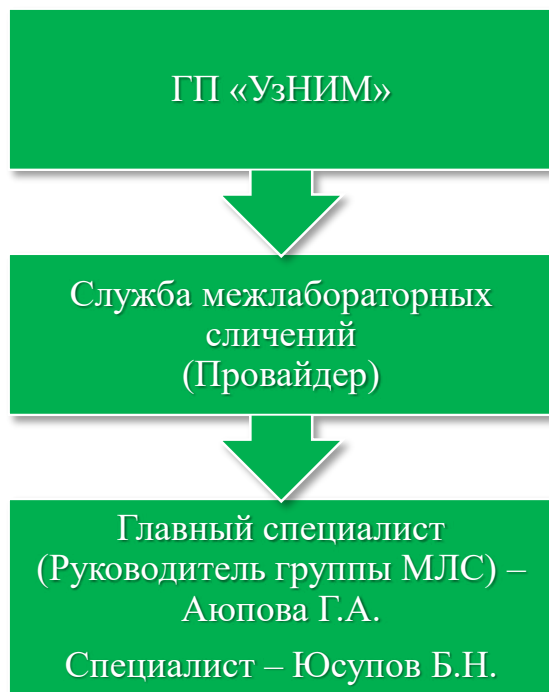 ГП «УзНИМ»
Служба межлабораторных
сличений
(Провайдер)
Главный специалист
(Руководитель группы МЛС) –
Аюпова Г.А.
Специалист – Юсупов Б.Н.